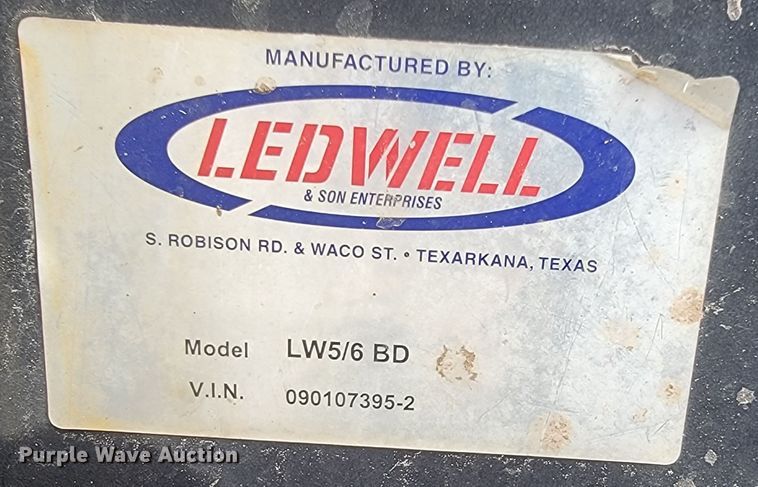 MANUFACTURED BY:
LEDWELL
& SON ENTERPRISES
S. ROBISON RD. & WACO ST. • TEXARKANA, TEXAS
Model LW5/6 BD
V.I.N. 090107395-2
Purple Wave Auction